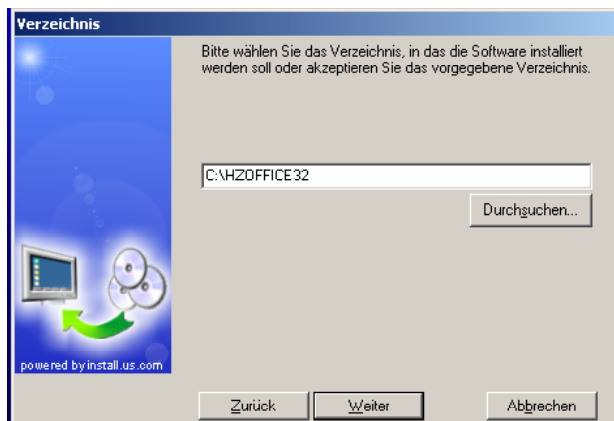 Verzeichnis
Bitte wählen Sie das Verzeichnis, in das die Software installiert
werden soll oder akzeptieren Sie das vorgegebene Verzeichnis.
C:\HZOFFICE32
Durchsuchen...
powered by install.us.com
Zurück
Weiter
Abbrechen